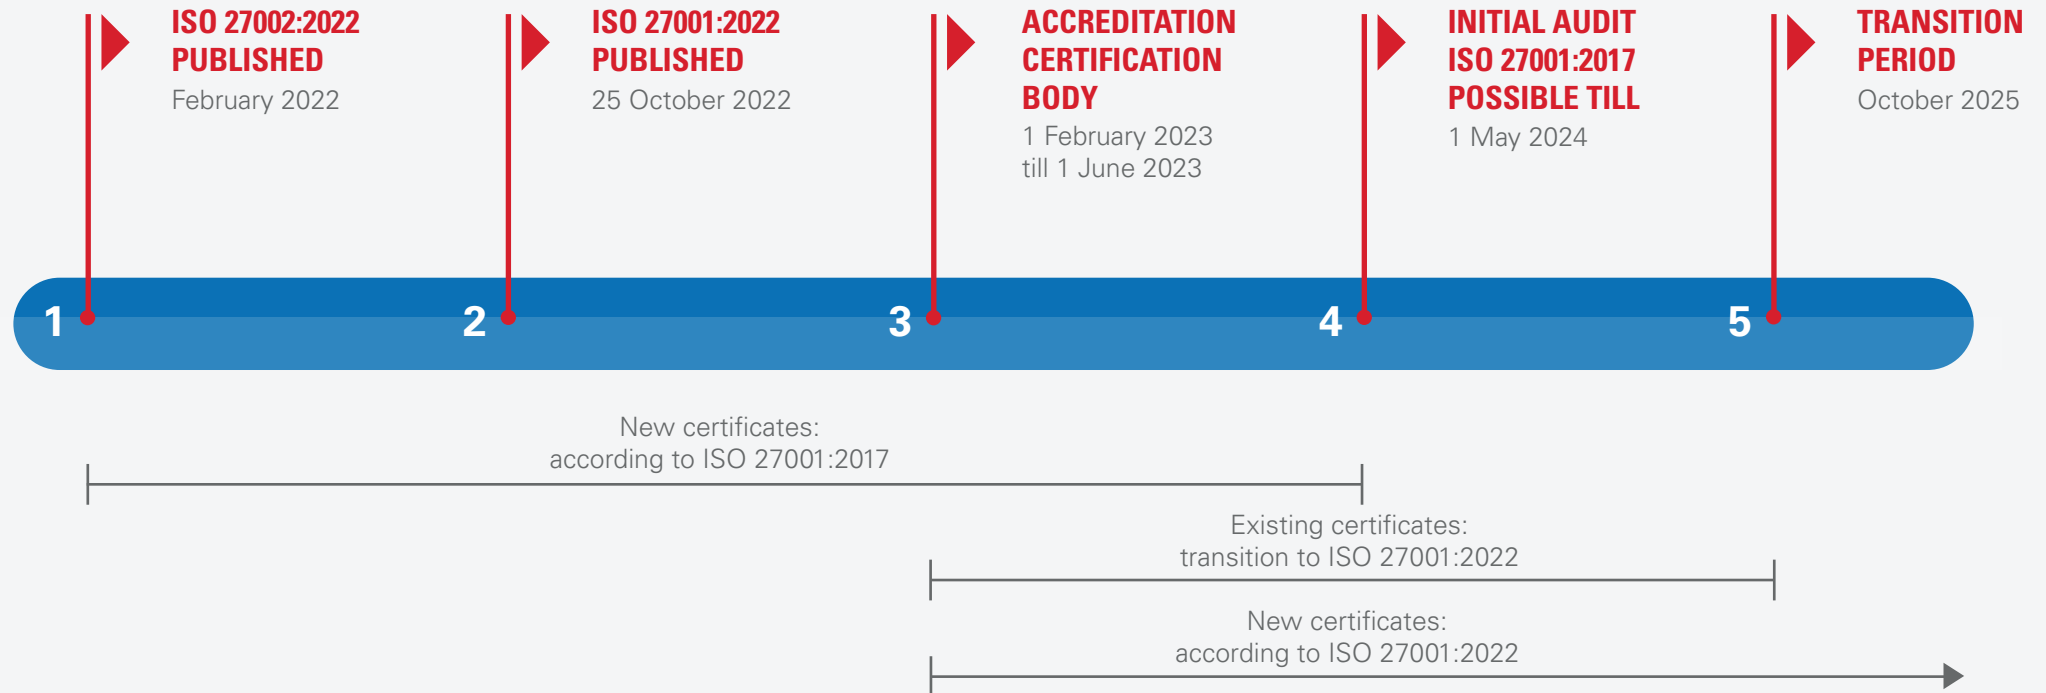 ISO 27002:2022
PUBLISHED
February 2022
ISO 27001:2022
PUBLISHED
25 October 2022
ACCREDITATION
CERTIFICATION
BODY
1 February 2023
till 1 June 2023
INITIAL AUDIT
ISO 27001:2017
POSSIBLE TILL
1 May 2024
TRANSITION
PERIOD
October 2025
1
2
3
4
5
New certificates:
according to ISO 27001:2017
Existing certificates:
transition to ISO 27001:2022
New certificates:
according to ISO 27001:2022